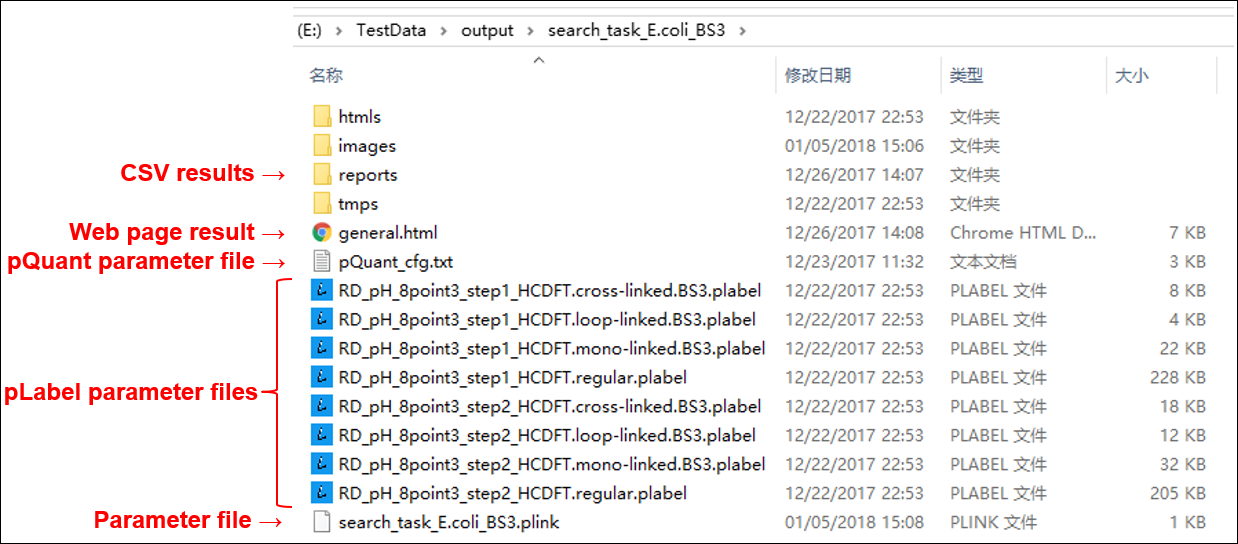 (E:) › TestData › output › search_task_E.coli_BS3 ›
名称 修改日期 类型 大小
htmls 12/22/2017 22:53 文件夹
images 01/05/2018 15:06 文件夹
CSV results → reports 12/26/2017 14:07 文件夹
tmps 12/22/2017 22:53 文件夹
Web page result → general.html 12/26/2017 14:08 Chrome HTML D... 7 KB
pQuant parameter file → pQuant_cfg.txt 12/23/2017 11:32 文本文档 3 KB
RD_pH_8point3_step1_HCDFT.cross-linked.BS3.plabel 12/22/2017 22:53 PLABEL 文件 8 KB
RD_pH_8point3_step1_HCDFT.loop-linked.BS3.plabel 12/22/2017 22:53 PLABEL 文件 4 KB
RD_pH_8point3_step1_HCDFT.mono-linked.BS3.plabel 12/22/2017 22:53 PLABEL 文件 22 KB
RD_pH_8point3_step1_HCDFT.regular.plabel 12/22/2017 22:53 PLABEL 文件 228 KB
pLabel parameter files
RD_pH_8point3_step2_HCDFT.cross-linked.BS3.plabel 12/22/2017 22:53 PLABEL 文件 18 KB
RD_pH_8point3_step2_HCDFT.loop-linked.BS3.plabel 12/22/2017 22:53 PLABEL 文件 12 KB
RD_pH_8point3_step2_HCDFT.mono-linked.BS3.plabel 12/22/2017 22:53 PLABEL 文件 32 KB
RD_pH_8point3_step2_HCDFT.regular.plabel 12/22/2017 22:53 PLABEL 文件 205 KB
Parameter file → search_task_E.coli_BS3.plink 01/05/2018 15:08 PLINK 文件 1 KB